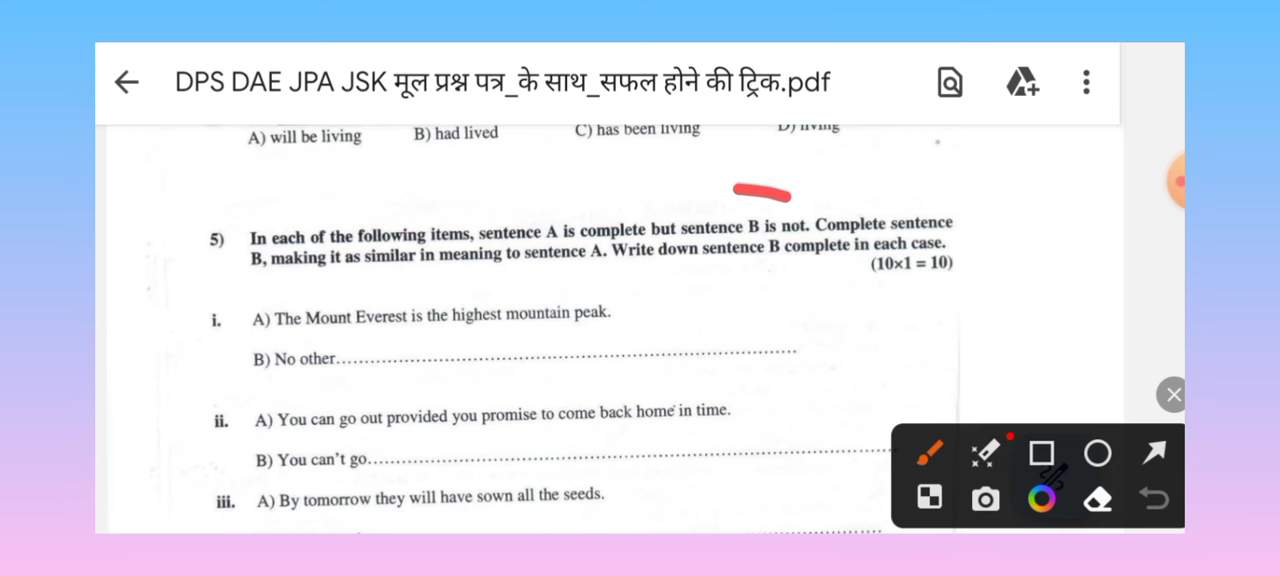 DPS DAE JPA JSK मूल प्रश्न पत्र_के साथ_सफल होने की ट्रिक.pdf
A) will be living B) had lived C) has been living D) living
5) In each of the following items, sentence A is complete but sentence B is not. Complete sentence
B, making it as similar in meaning to sentence A. Write down sentence B complete in each case.
(10×1 = 10)
i. A) The Mount Everest is the highest mountain peak.
B) No other..........................................................................................
ii. A) You can go out provided you promise to come back home in time.
B) You can't go..........................................................................................
iii. A) By tomorrow they will have sown all the seeds.